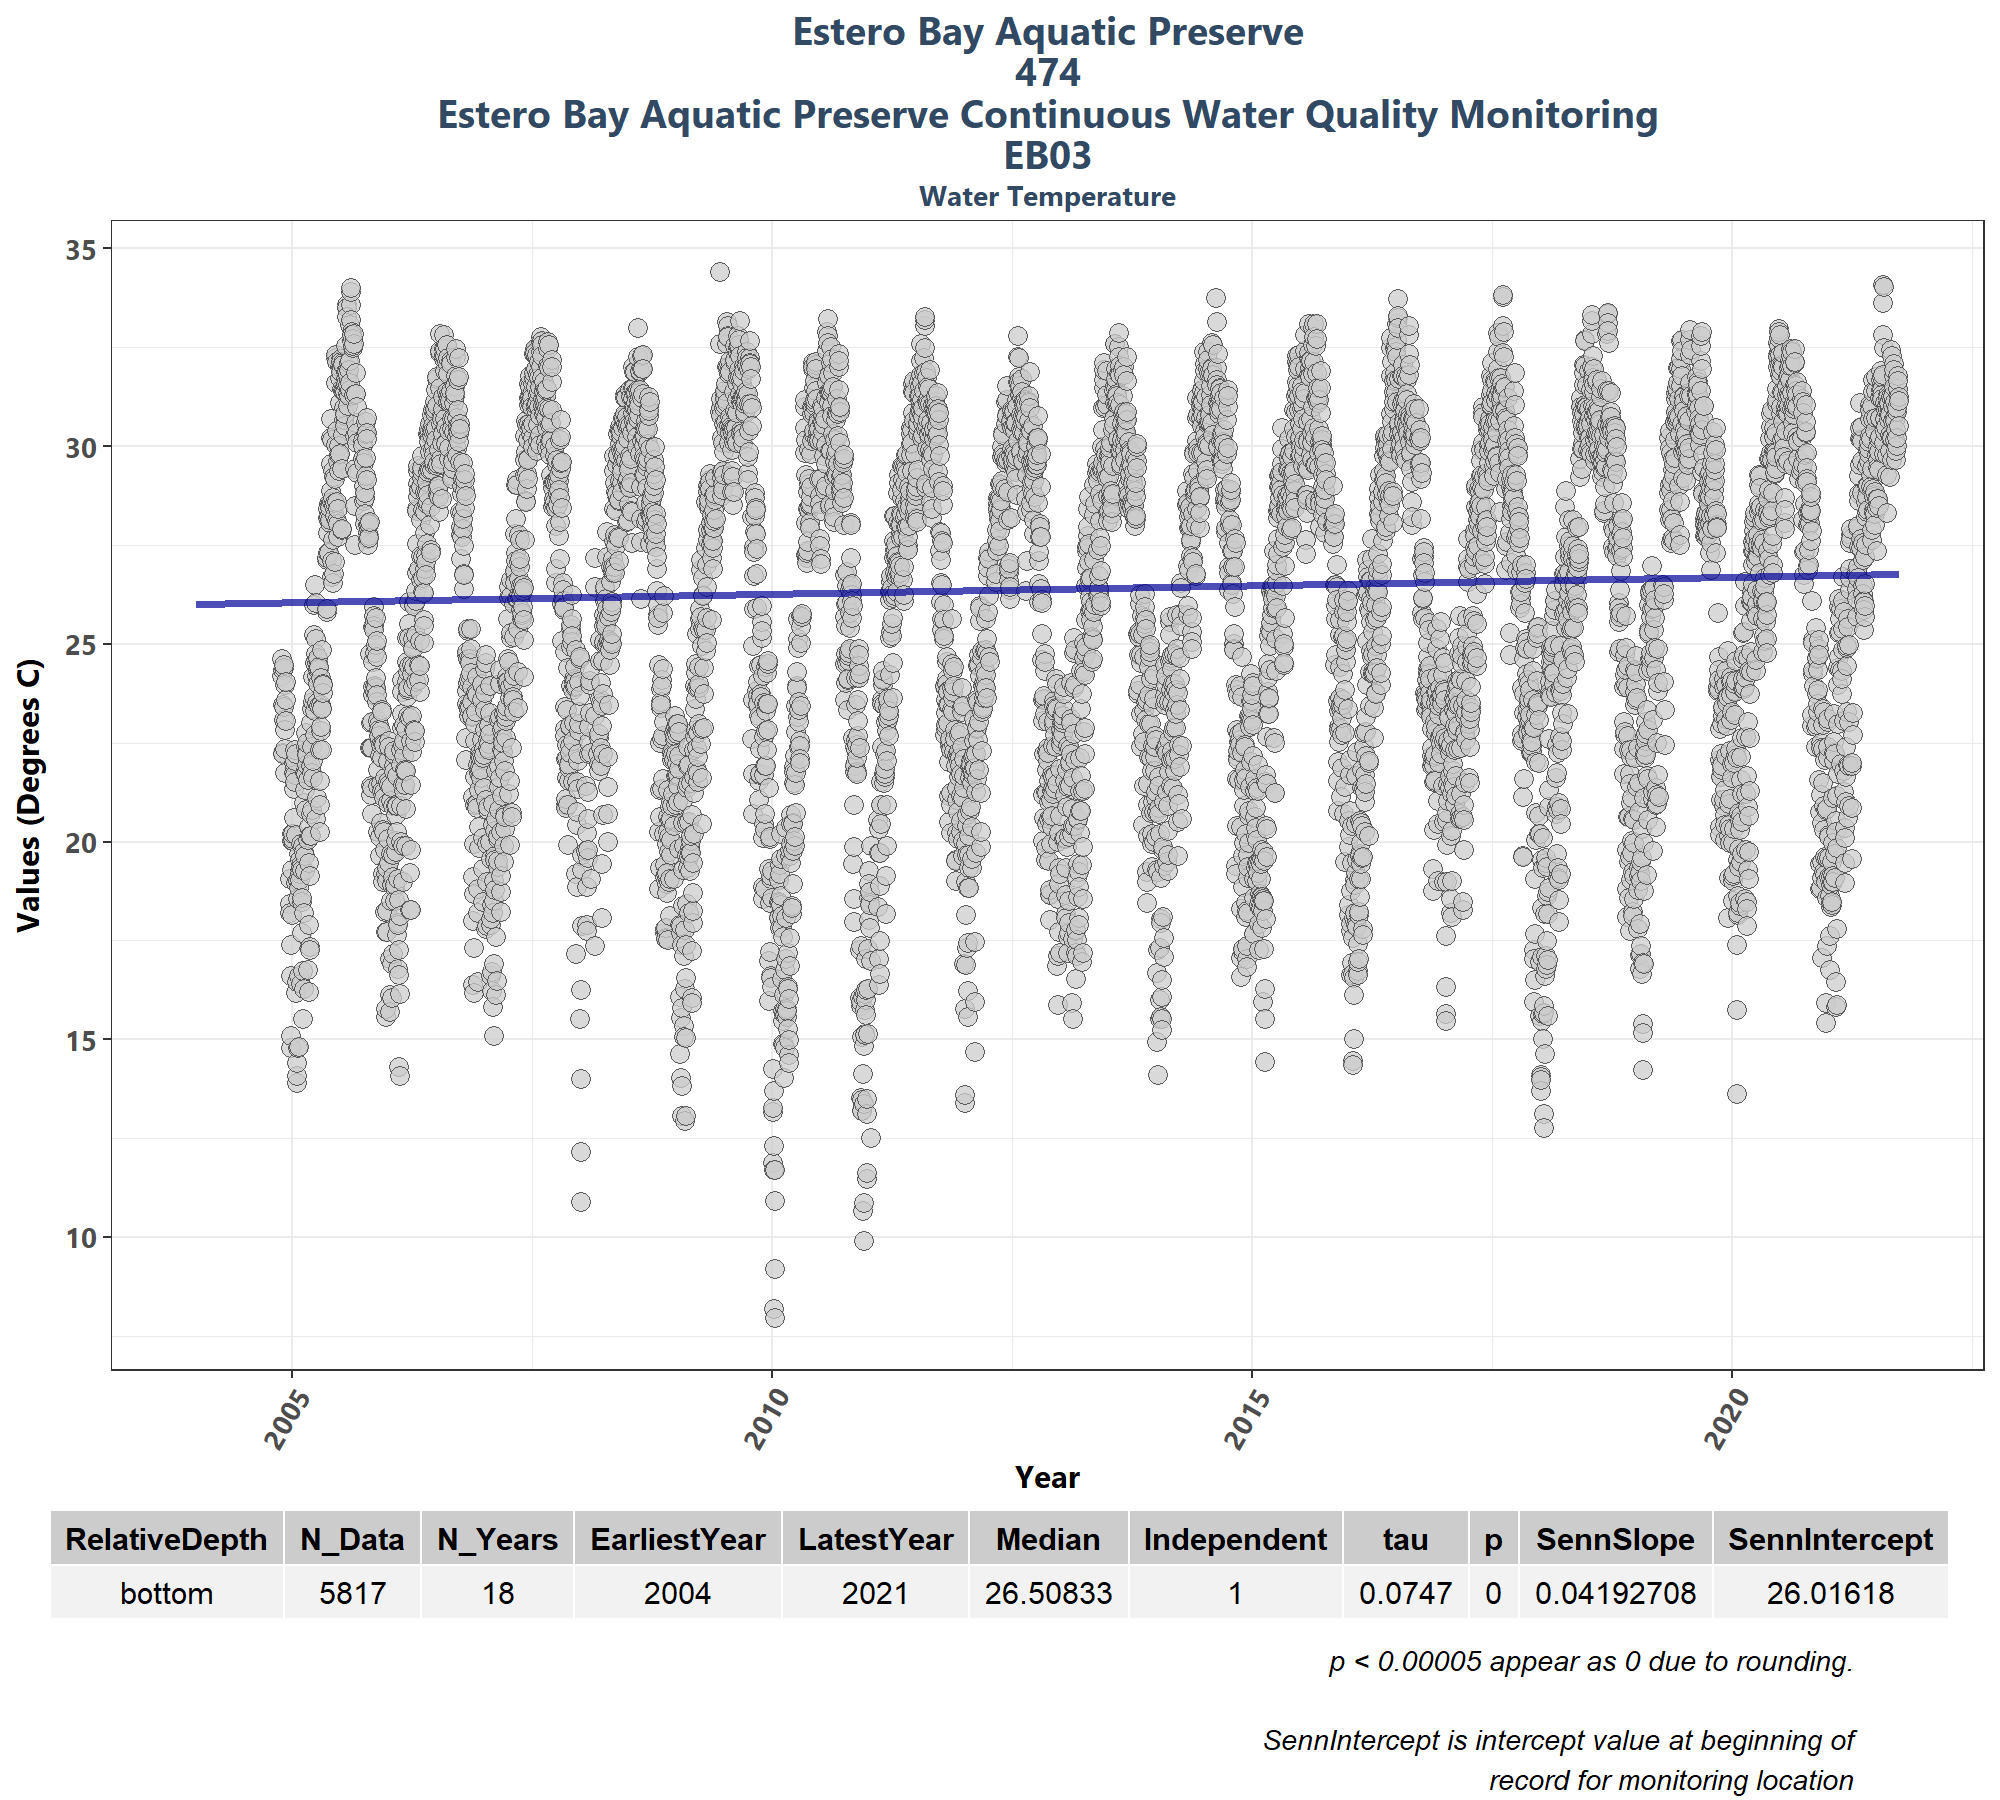 Estero Bay Aquatic Preserve
474
Estero Bay Aquatic Preserve Continuous Water Quality Monitoring
EB03
Water Temperature
Values (Degrees C)
35
30
25
20
15
10
2005
2010
2015
2020
Year
RelativeDepth N_Data N_Years EarliestYear LatestYear Median Independent tau p SennSlope SennIntercept
bottom 5817 18 2004 2021 26.50833 1 0.0747 0 0.04192708 26.01618
p < 0.00005 appear as 0 due to rounding.
SennIntercept is intercept value at beginning of
record for monitoring location